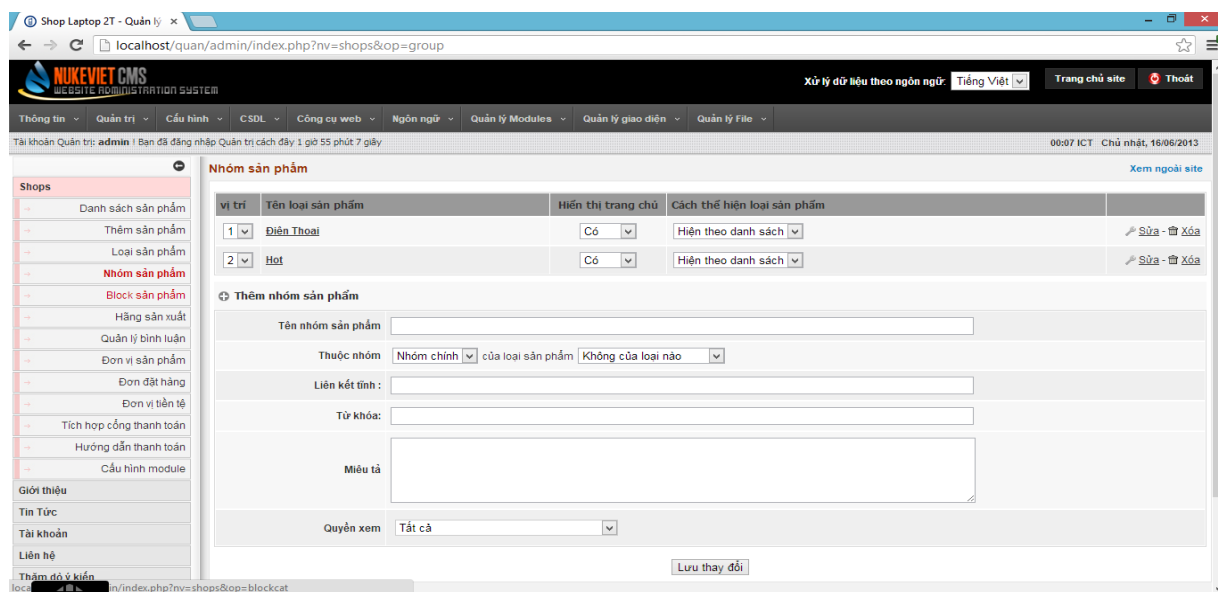 Shop Laptop 2T - Quản lý ×
localhost/quan/admin/index.php?nv=shops&op=group
NUKEVIET CMS
WEBSITE ADMINISTRATION SYSTEM
Xử lý dữ liệu theo ngôn ngữ: Tiếng Việt
Trang chủ site
Thoát
Thông tin Quản trị Cấu hình CSDL Công cụ web Ngôn ngữ Quản lý Modules Quản lý giao diện Quản lý File
Tài khoản Quản trị: admin ! Bạn đã đăng nhập Quản trị cách đây 1 giờ 55 phút 7 giây
00:07 ICT Chủ nhật, 16/06/2013
Shops
Danh sách sản phẩm
Thêm sản phẩm
Loại sản phẩm
Nhóm sản phẩm
Block sản phẩm
Hãng sản xuất
Quản lý bình luận
Đơn vị sản phẩm
Đơn đặt hàng
Đơn vị tiền tệ
Tích hợp cổng thanh toán
Hướng dẫn thanh toán
Cấu hình module
Giới thiệu
Tin Tức
Tài khoản
Liên hệ
Thăm dò ý kiến
Nhóm sản phẩm
Xem ngoài site
vị trí Tên loại sản phẩm Hiển thị trang chủ Cách thể hiện loại sản phẩm
1 Điện Thoai Có Hiện theo danh sách Sửa - Xóa
2 Hot Có Hiện theo danh sách Sửa - Xóa
Thêm nhóm sản phẩm
Tên nhóm sản phẩm
Thuộc nhóm Nhóm chính của loại sản phẩm Không của loại nào
Liên kết tĩnh :
Từ khóa:
Miêu tả
Quyền xem Tất cả
Lưu thay đổi
loca in/index.php?nv=shops&op=blockcat